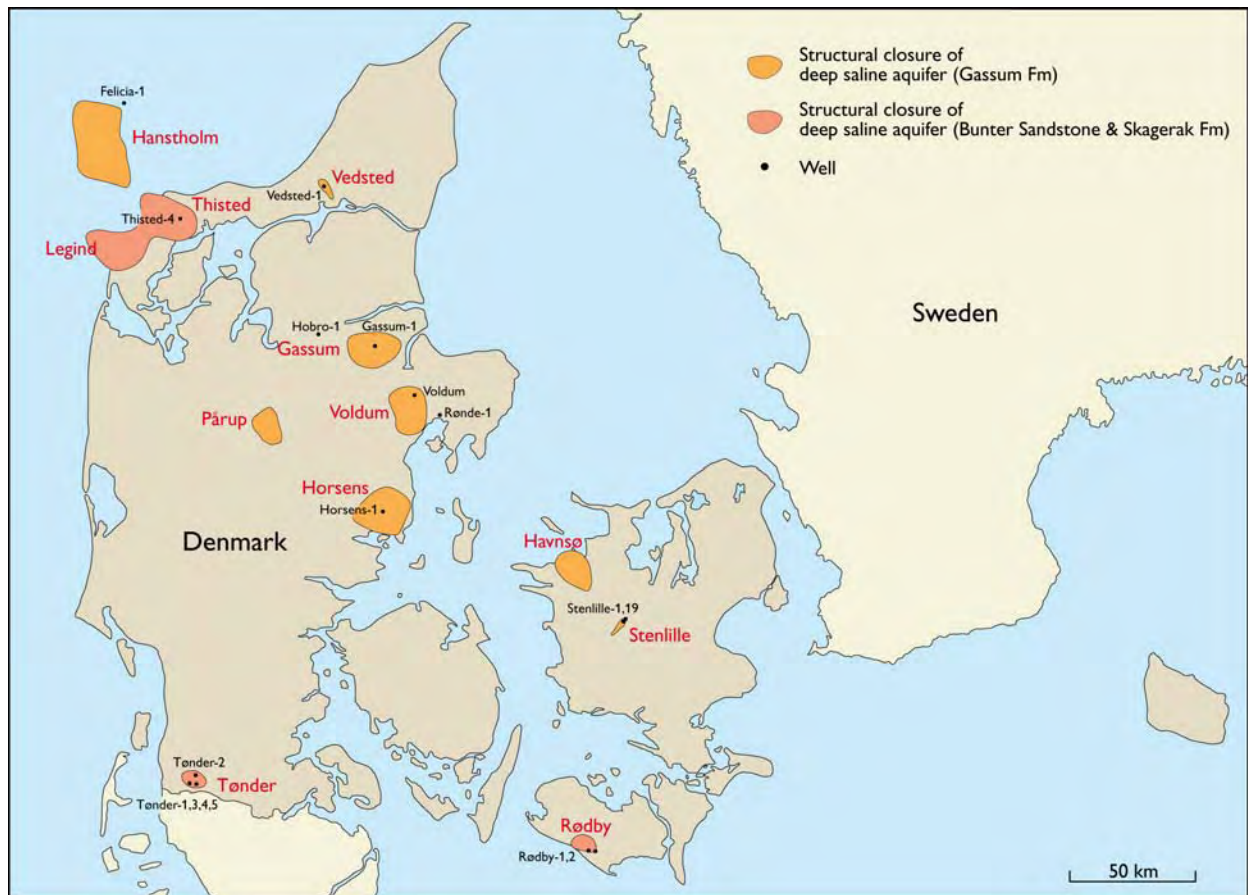 Structural closure of
deep saline aquifer (Gassum Fm)
Structural closure of
deep saline aquifer (Bunter Sandstone & Skagerak Fm)
Well
Felicia-1
Hanstholm
Vedsted
Vedsted-1
Thisted
Thisted-4
Legind
Sweden
Hobro-1
Gassum-1
Gassum
Voldum
Voldum
Rønde-1
Pårup
Horsens
Horsens-1
Denmark
Havnsø
Stenlille-1,19
Stenlille
Tønder-2
Tønder
Tønder-1,3,4,5
Rødby
Rødby-1,2
50 km